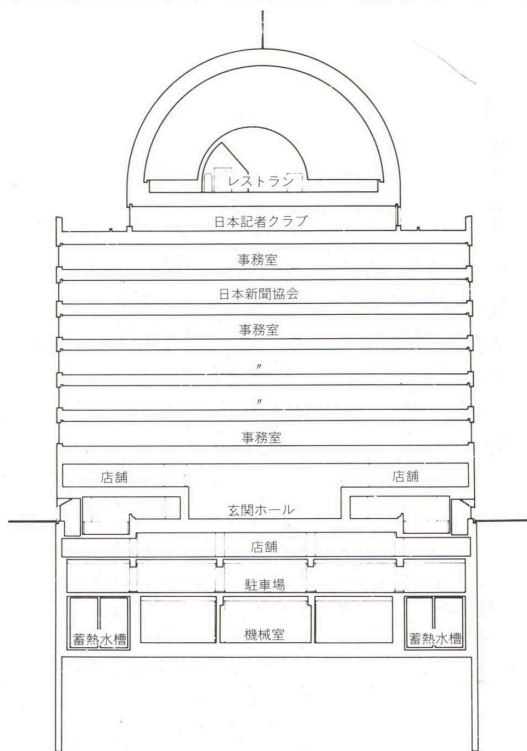 レストラン
日本記者クラブ
事務室
日本新聞協会
事務室
〃
〃
事務室
店舗 店舗
玄関ホール
店舗
駐車場
蓄熱水槽 機械室 蓄熱水槽